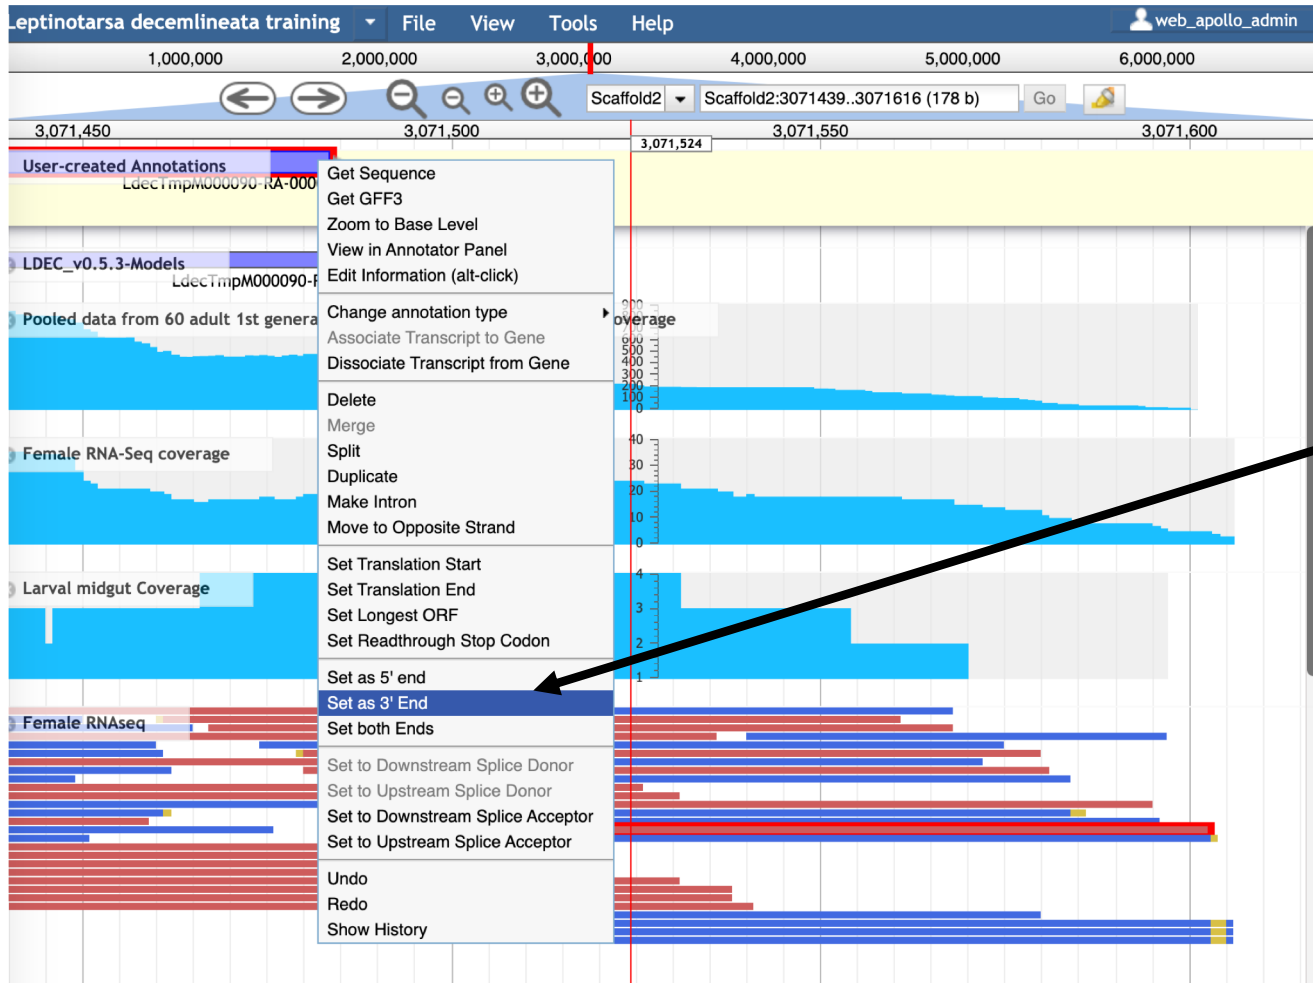 Leptinotarsa decemlineata training File View Tools Help web_apollo_admin
1,000,000 2,000,000 3,000,000 4,000,000 5,000,000 6,000,000
Scaffold2 Scaffold2:3071439..3071616 (178 b) Go
3,071,450 3,071,500 3,071,550 3,071,600
3,071,524
User-created Annotations
LdecTmpM000090-RA-000
Get Sequence
Get GFF3
Zoom to Base Level
View in Annotator Panel
Edit Information (alt-click)
LDEC_v0.5.3-Models
LdecTmpM000090-
Change annotation type
Associate Transcript to Gene
Dissociate Transcript from Gene
Pooled data from 60 adult 1st genera
overage
900
600
500
400
300
200
100
0
Delete
Merge
Split
Duplicate
Make Intron
Move to Opposite Strand
Female RNA-Seq coverage
40
30
20
10
0
Set Translation Start
Set Translation End
Set Longest ORF
Set Readthrough Stop Codon
Larval midgut Coverage
4
3
2
1
Set as 5' end
Set as 3' End
Set both Ends
Female RNAseq
Set to Downstream Splice Donor
Set to Upstream Splice Donor
Set to Downstream Splice Acceptor
Set to Upstream Splice Acceptor
Undo
Redo
Show History